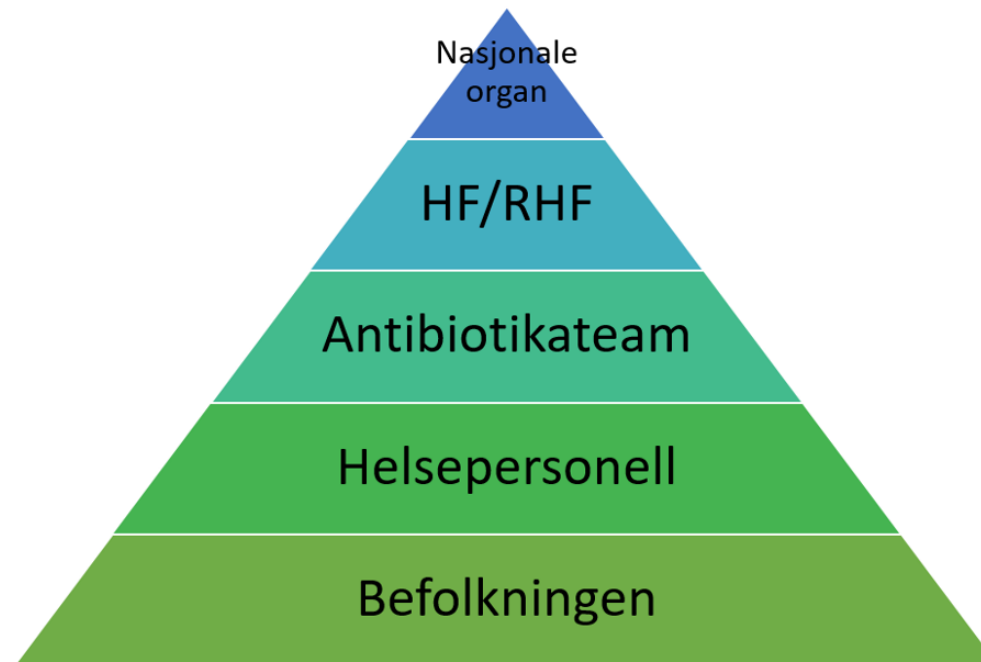 Nasjonale
organ
HF/RHF
Antibiotikateam
Helsepersonell
Befolkningen